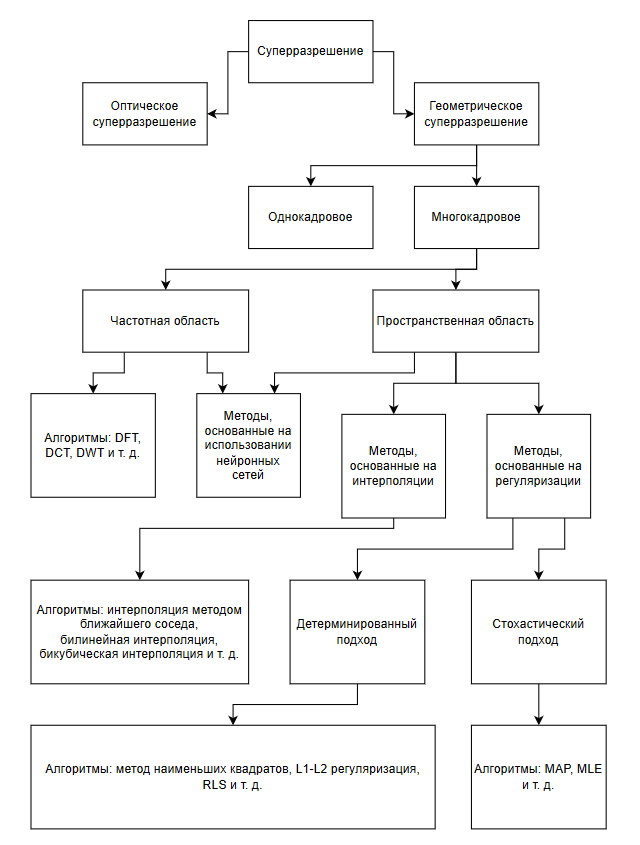 Суперразрешение
Оптическое
суперразрешение
Геометрическое
суперразрешение
Однокадровое
Многокадровое
Частотная область
Пространственная область
Алгоритмы: DFT,
DCT, DWT и т. д.
Методы,
основанные на
использовании
нейронных
сетей
Методы,
основанные на
интерполяции
Методы,
основанные на
регуляризации
Алгоритмы: интерполяция методом
ближайшего соседа,
билинейная интерполяция,
бикубическая интерполяция и т. д.
Детерминированный
подход
Стохастический
подход
Алгоритмы: метод наименьших квадратов, L1-L2 регуляризация,
RLS и т. д.
Алгоритмы: MAP, MLE
и т. д.